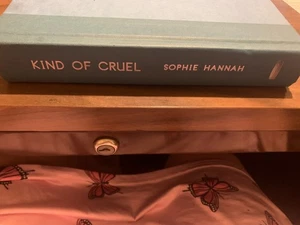 KIND OF CRUEL SOPHIE HANNAH